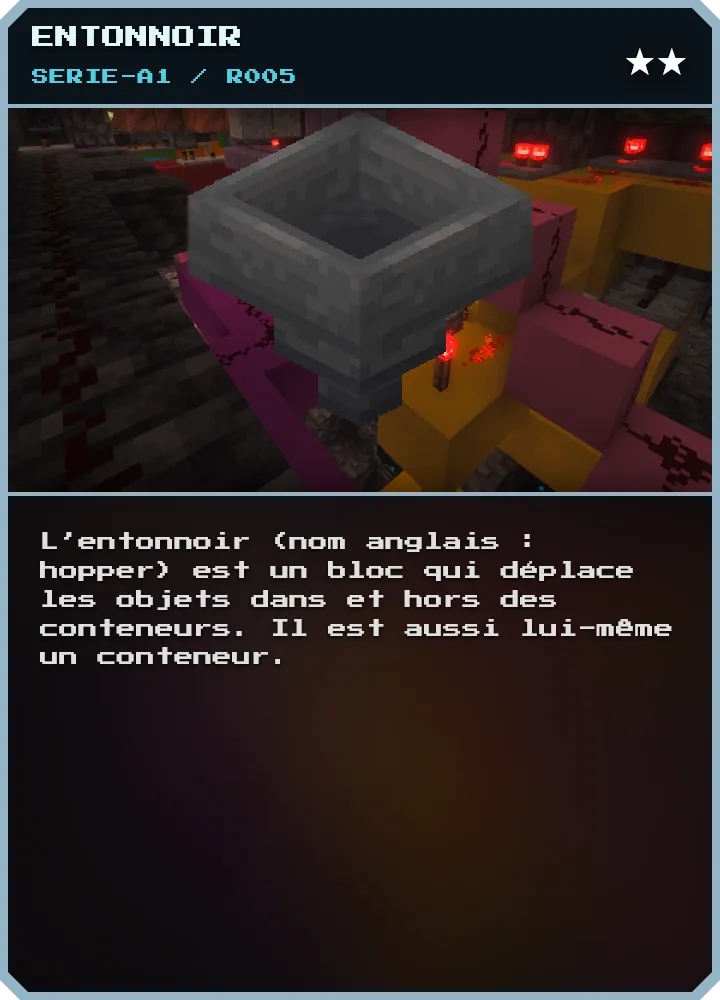 ENTONNOIR
SERIE-A1 / R005
★★
L'entonnoir (nom anglais :
hopper) est un bloc qui déplace
les objets dans et hors des
conteneurs. Il est aussi lui-même
un conteneur.